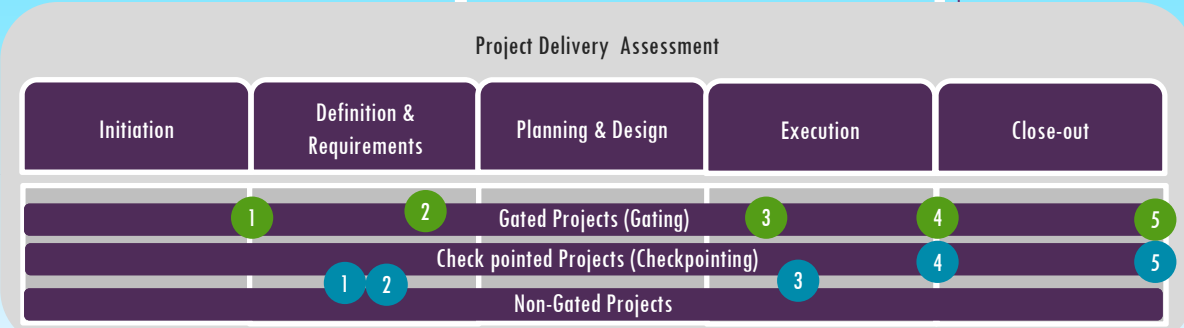 Project Delivery Assessment
Initiation
Definition &
Requirements
Planning & Design
Execution
Close-out
1
2
Gated Projects (Gating)
3
4
5
Check pointed Projects (Checkpointing)
4
5
1
2
3
Non-Gated Projects